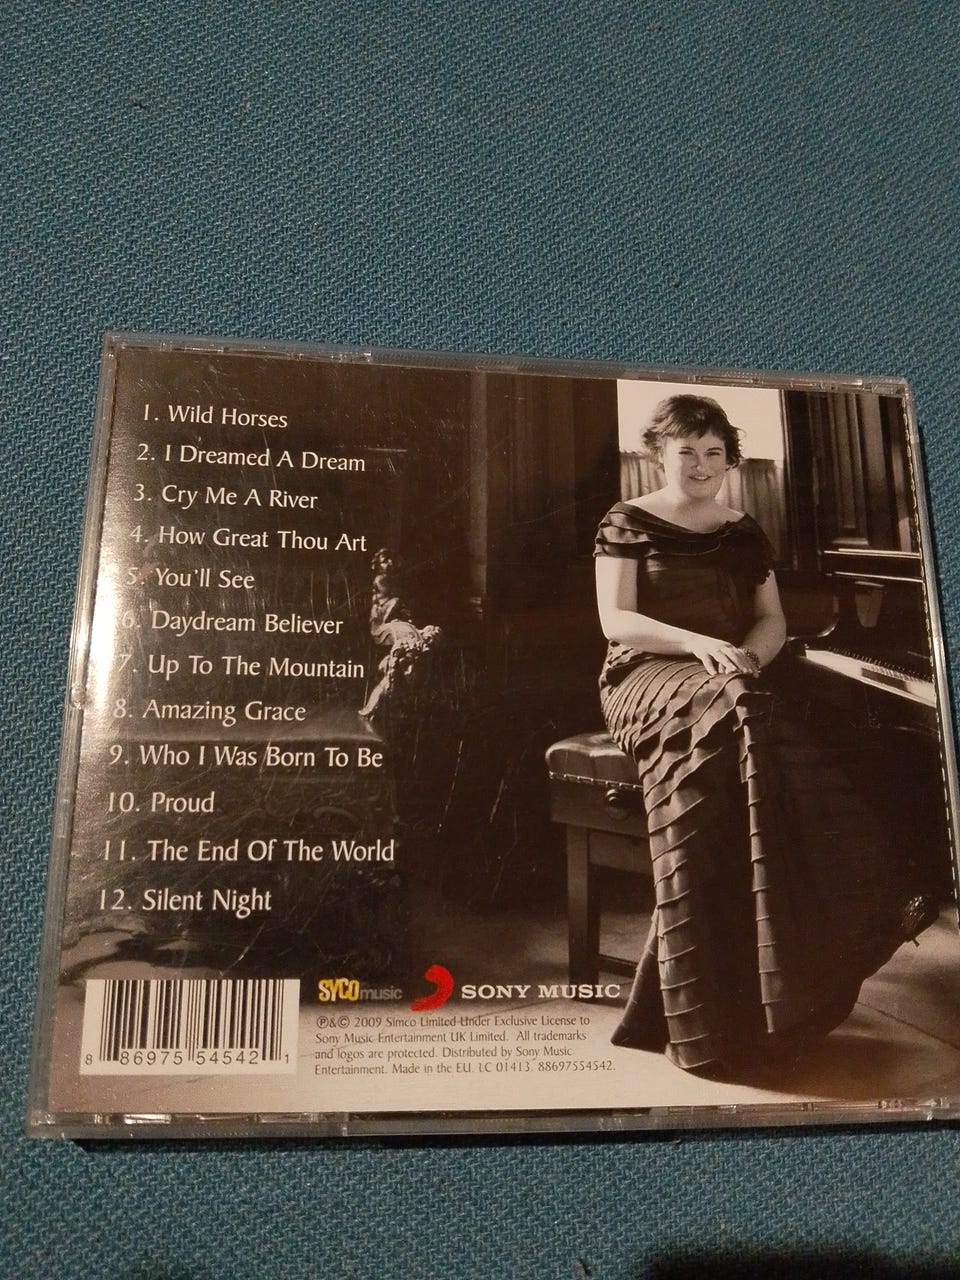 1. Wild Horses
2. I Dreamed A Dream
3. Cry Me A River
4. How Great Thou Art
5. You'll See
6. Daydream Believer
7. Up To The Mountain
8. Amazing Grace
9. Who I Was Born To Be
10. Proud
11. The End Of The World
12. Silent Night
SYCOmusic SONY MUSIC
℗&© 2009 Simco Limited Under Exclusive License to
Sony Music Entertainment UK Limited. All trademarks
and logos are protected. Distributed by Sony Music
Entertainment. Made in the EU. LC 01413. 88697554542.
8 86975 54542 1